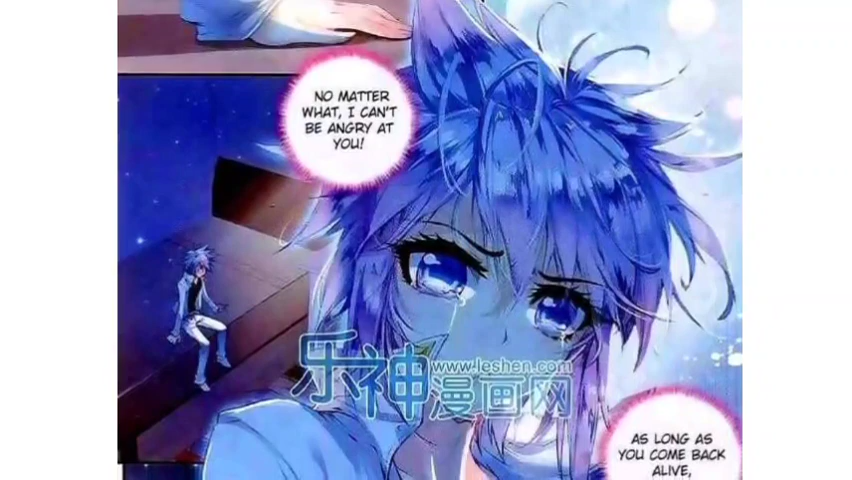 NO MATTER
WHAT, I CAN'T
BE ANGRY AT
YOU!
乐神
www.leshen.com
漫画网
AS LONG AS
YOU COME BACK
ALIVE,